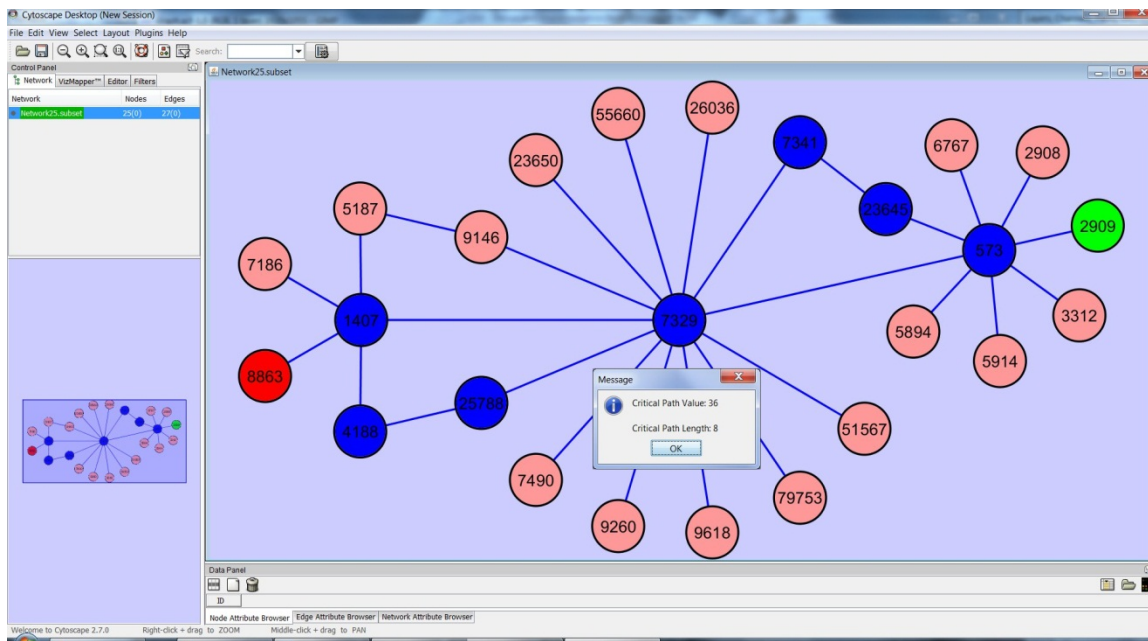 Cytoscape Desktop (New Session)
File Edit View Select Layout Plugins Help
Search:
Control Panel
Network VizMapper™ Editor Filters
Network Nodes Edges
Network25.subset 25(0) 27(0)
Network25.subset
26036
55660
7341
6767
2908
23650
5187
23645
2909
9146
573
7186
1407
7329
3312
5894
5914
8863
Message
Critical Path Value: 36
25788
Critical Path Length: 8
4188
51567
OK
7490
79753
9260
9618
Data Panel
ID
Node Attribute Browser Edge Attribute Browser Network Attribute Browser
Welcome to Cytoscape 2.7.0 Right-click + drag to ZOOM Middle-click + drag to PAN